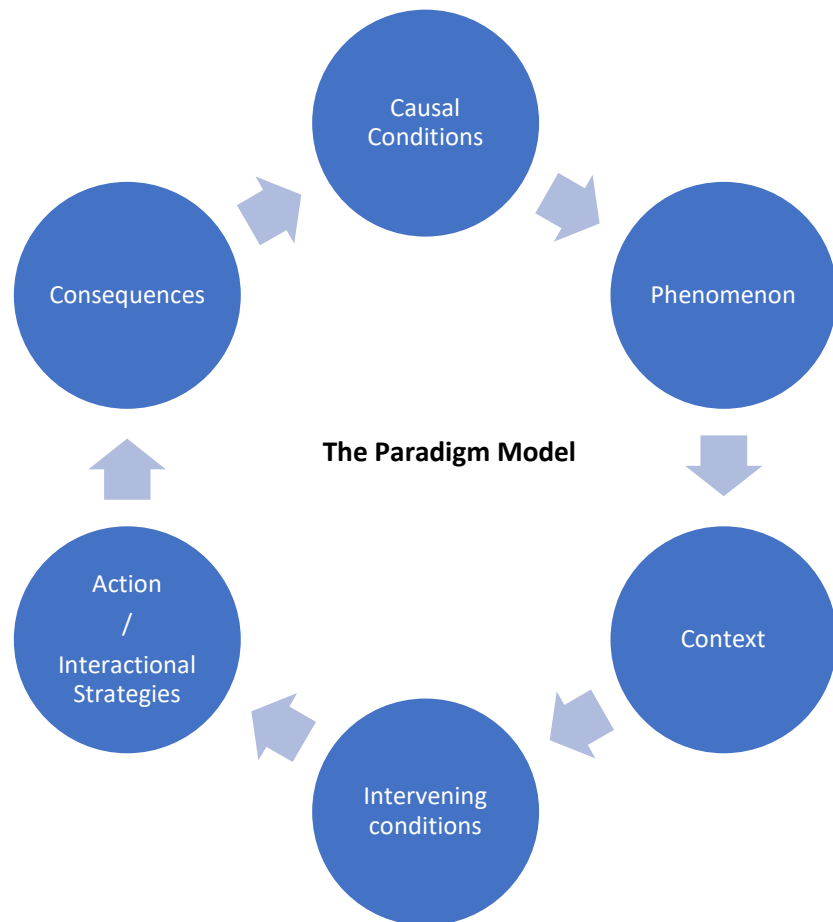 Causal
Conditions
Consequences
Phenomenon
The Paradigm Model
Action
/
Interactional
Strategies
Context
Intervening
conditions